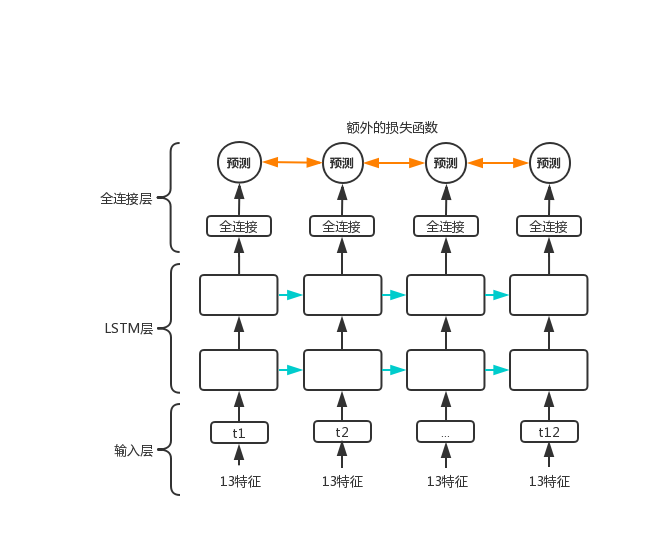 额外的损失函数
预测 预测 预测 预测
全连接层
全连接 全连接 全连接 全连接
LSTM层
t1 t2 ... t12
输入层
13特征 13特征 13特征 13特征